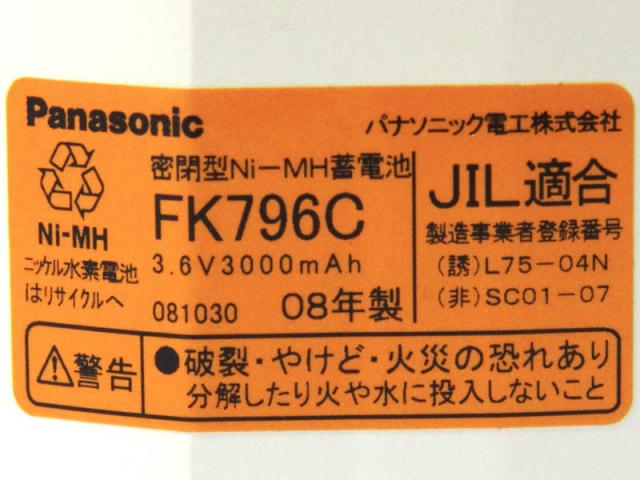 Panasonic
パナソニック電工株式会社
密閉型Ni-MH蓄電池
FK796C
3.6V3000mAh
081030 08年製
Ni-MH
ニッケル水素電池
はリサイクルへ
JIL適合
製造事業者登録番号
(誘)L75-04N
(非)SC01-07
警告
●破裂・やけど・火災の恐れあり
分解したり火や水に投入しないこと